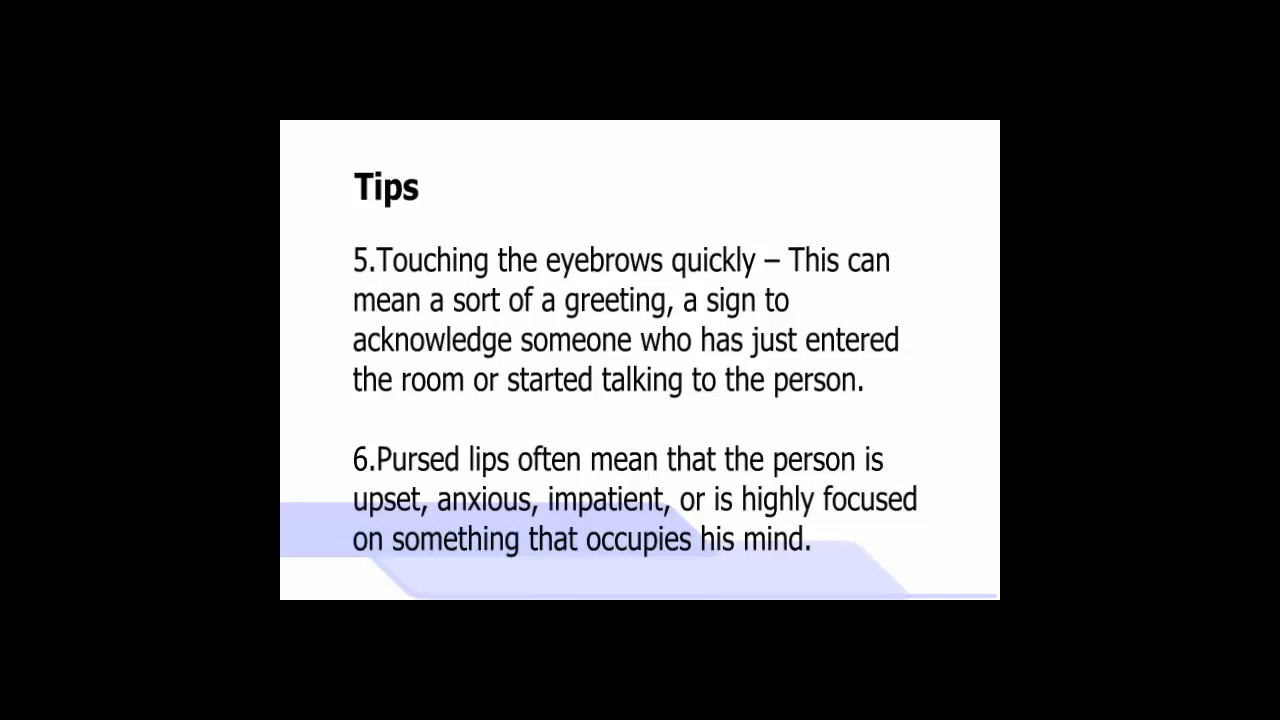 Tips
5.Touching the eyebrows quickly – This can
mean a sort of a greeting, a sign to
acknowledge someone who has just entered
the room or started talking to the person.
6.Pursed lips often mean that the person is
upset, anxious, impatient, or is highly focused
on something that occupies his mind.